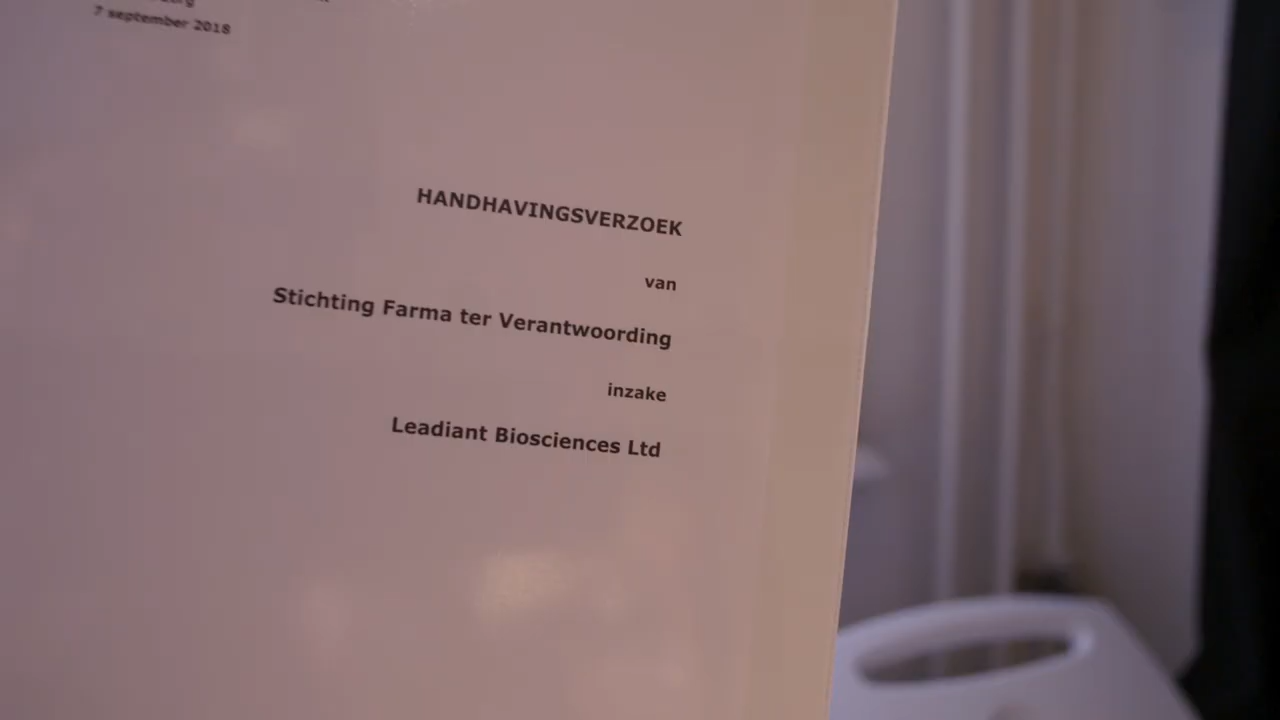 7 september 2018
HANDHAVINGSVERZOEK
van
Stichting Farma ter Verantwoording
inzake
Leadiant Biosciences Ltd